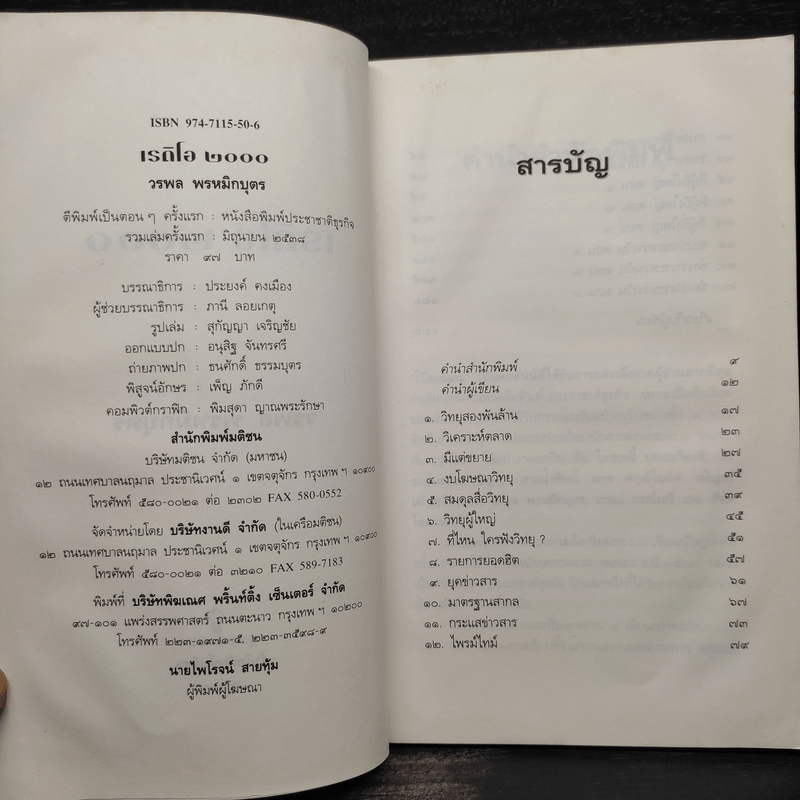 ISBN 974-7115-50-6
เรดิโอ ๒๐๐๐
วรพล พรหมิกบุตร
ตีพิมพ์เป็นตอน ๆ ครั้งแรก : หนังสือพิมพ์ประชาชาติธุรกิจ
รวมเล่มครั้งแรก : มิถุนายน ๒๕๓๘
ราคา ๙๗ บาท
บรรณาธิการ : ประยงค์ คงเมือง
ผู้ช่วยบรรณาธิการ : ภานี ลอยเกตุ
รูปเล่ม : สุกัญญา เจริญชัย
ออกแบบปก : อนุสิฐ จันทรศรี
ถ่ายภาพปก : ธนศักดิ์ ธรรมบุตร
พิสูจน์อักษร : เพ็ญ ภักดี
คอมพิวต์กราฟิก : พิมสุดา ญาณพระรักษา
สำนักพิมพ์มติชน
บริษัทมติชน จำกัด (มหาชน)
๑๒ ถนนเทศบาลนฤมาล ประชานิเวศน์ ๑ เขตจตุจักร กรุงเทพ ฯ ๑๐๙๐๐
โทรศัพท์ ๕๘๐-๐๐๒๑ ต่อ ๒๓๐๒ FAX 580-0552
จัดจำหน่ายโดย บริษัทงานดี จำกัด (ในเครือมติชน)
๑๒ ถนนเทศบาลนฤมาล ประชานิเวศน์ ๑ เขตจตุจักร กรุงเทพ ฯ ๑๐๙๐๐
โทรศัพท์ ๕๘๐-๐๐๒๑ ต่อ ๓๒๑๐ FAX 589-7183
พิมพ์ที่ บริษัทพิฆเณศ พริ้นท์ติ้ง เซ็นเตอร์ จำกัด
๙๗-๑๐๑ แพร่งสรรพศาสตร์ ถนนตะนาว กรุงเทพ ฯ ๑๐๒๐๐
โทรศัพท์ ๒๒๓-๑๙๗๑-๕, ๒๒๓-๓๕๙๘-๙
นายไพโรจน์ สายทุ้ม
ผู้พิมพ์ผู้โฆษณา
สารบัญ
คำนำสำนักพิมพ์ ๙
คำนำผู้เขียน ๑๒
๑. วิทยุสองพันล้าน ๑๗
๒. วิเคราะห์ตลาด ๒๓
๓. มีแต่ขยาย ๒๗
๔. งบโฆษณาวิทยุ ๓๕
๕. สมดุลสื่อวิทยุ ๓๙
๖. วิทยุผู้ใหญ่ ๔๕
๗. ที่ไหน ใครฟังวิทยุ ? ๕๑
๘. รายการยอดฮิต ๕๗
๙. ยุคข่าวสาร ๖๑
๑๐. มาตรฐานสากล ๖๗
๑๑. กระแสข่าวสาร ๗๓
๑๒. ไพรม์ไทม์ ๗๙